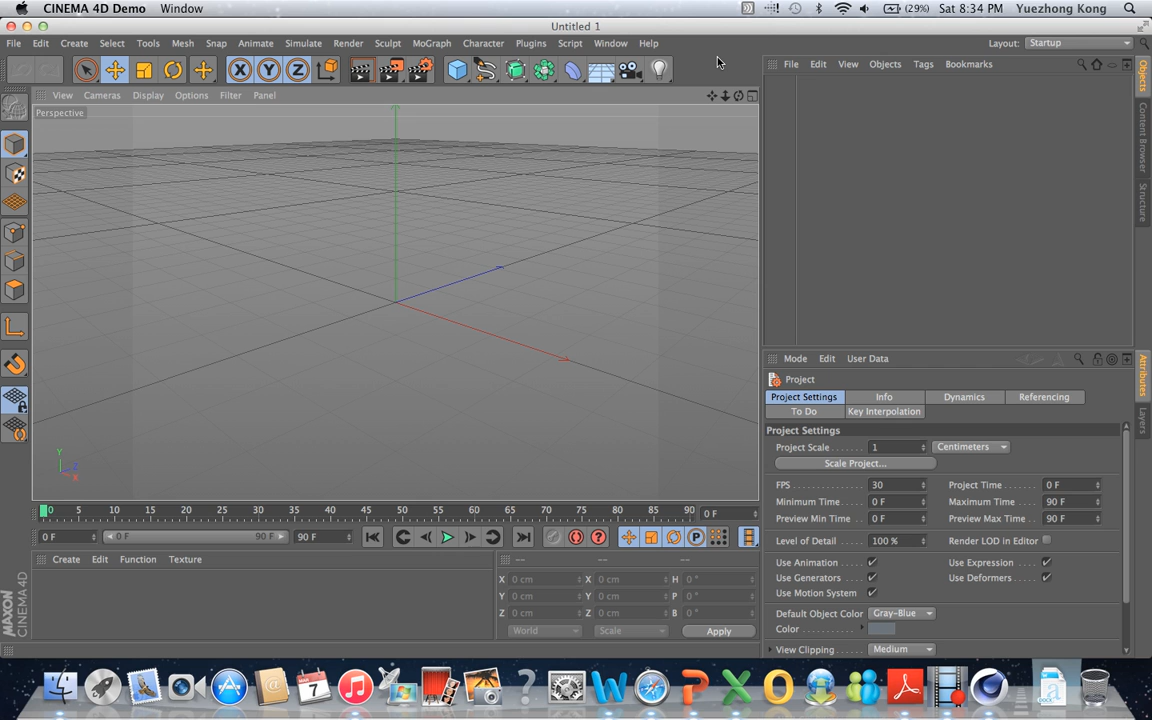 CINEMA 4D Demo Window (29%) Sat 8:34 PM Yuezhong Kong
Untitled 1
File Edit Create Select Tools Mesh Snap Animate Simulate Render Sculpt MoGraph Character Plugins Script Window Help Layout: Startup
X Y Z
File Edit View Objects Tags Bookmarks
Objects
Content Browser
Structure
View Cameras Display Options Filter Panel
Perspective
Y
Z
X
Mode Edit User Data
Attributes
Layers
Project
Project Settings Info Dynamics Referencing
To Do Key Interpolation
Project Settings
Project Scale . . . . . . . 1 Centimeters
Scale Project...
FPS . . . . . . . . . . . . . . 30 Project Time . . . . 0 F
Minimum Time . . . 0 F Maximum Time . . 90 F
Preview Min Time . . 0 F Preview Max Time . 90 F
Level of Detail . . . . . 100 % Render LOD in Editor
Use Animation . . . . . Use Expression . . .
Use Generators . . . . Use Deformers . . .
Use Motion System
Default Object Color Gray-Blue
Color . . . . . . . . . . .
View Clipping . . . . . Medium
0 5 10 15 20 25 30 35 40 45 50 55 60 65 70 75 80 85 90 0 F
0 F 0 F 90 F 90 F P
Create Edit Function Texture
-- -- --
X 0 cm X 0 cm H 0 °
Y 0 cm Y 0 cm P 0 °
Z 0 cm Z 0 cm B 0 °
World Scale Apply
MAXON
CINEMA 4D
7
W P X O
DOCX